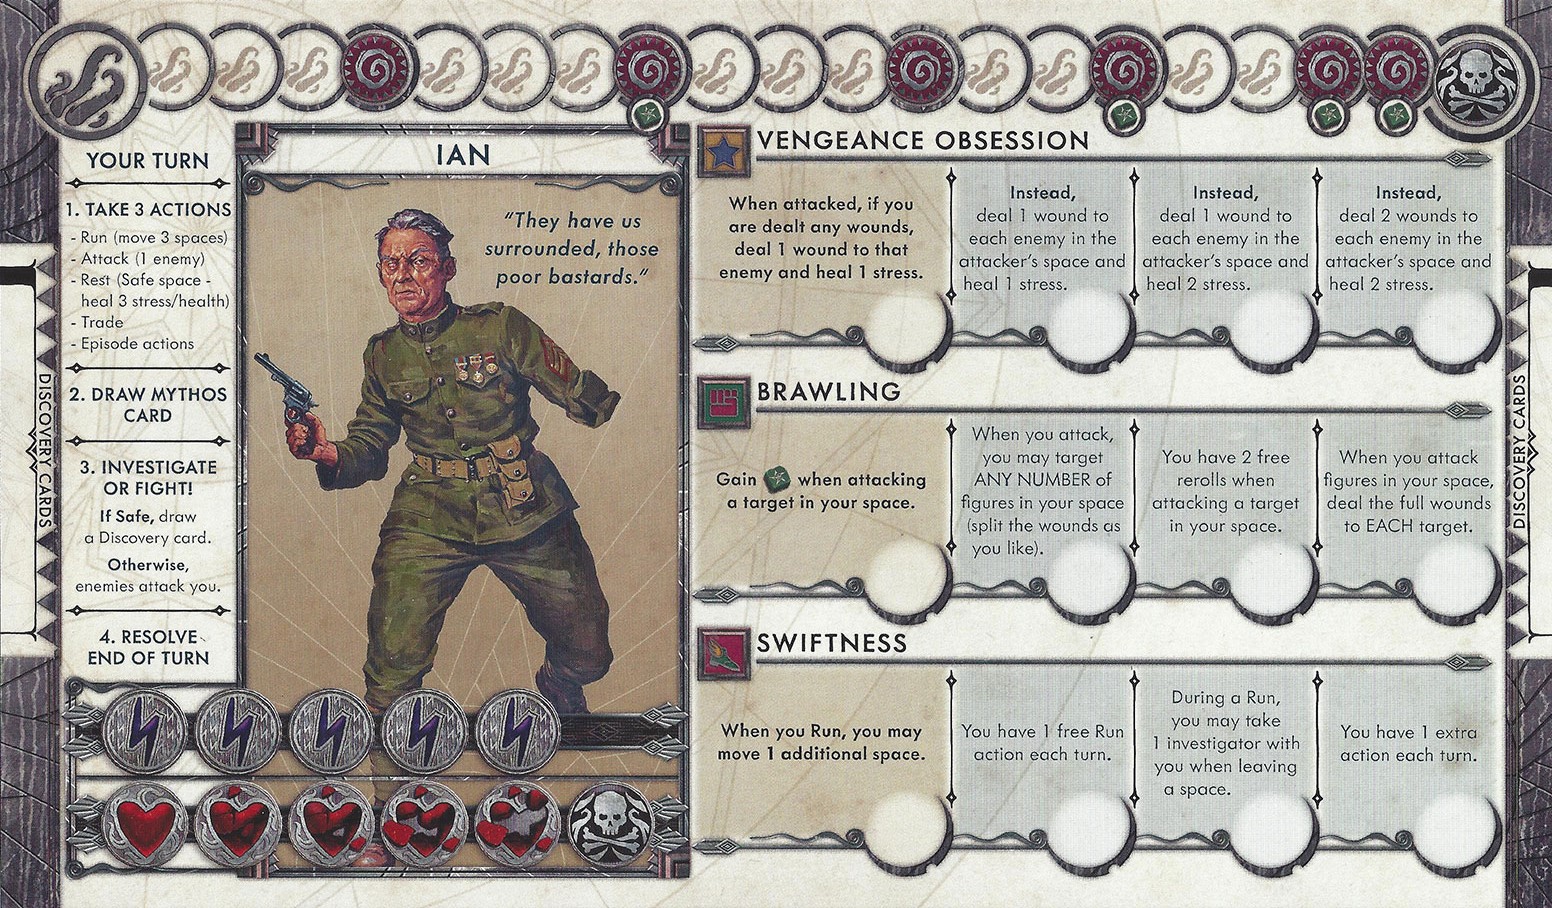 YOUR TURN
1. TAKE 3 ACTIONS
- Run (move 3 spaces)
- Attack (1 enemy)
- Rest (Safe space -
heal 3 stress/health)
- Trade
- Episode actions
2. DRAW MYTHOS
CARD
3. INVESTIGATE
OR FIGHT!
If Safe, draw
a Discovery card.
Otherwise,
enemies attack you.
4. RESOLVE
END OF TURN
DISCOVERY CARDS
IAN
“They have us
surrounded, those
poor bastards.”
VENGEANCE OBSESSION
When attacked, if you
are dealt any wounds,
deal 1 wound to that
enemy and heal 1 stress.
Instead,
deal 1 wound to
each enemy in the
attacker's space and
heal 1 stress.
Instead,
deal 1 wound to
each enemy in the
attacker's space and
heal 2 stress.
Instead,
deal 2 wounds to
each enemy in the
attacker's space and
heal 2 stress.
BRAWLING
Gain when attacking
a target in your space.
When you attack,
you may target
ANY NUMBER of
figures in your space
(split the wounds as
you like).
You have 2 free
rerolls when
attacking a target
in your space.
When you attack
figures in your space,
deal the full wounds
to EACH target.
SWIFTNESS
When you Run, you may
move 1 additional space.
You have 1 free Run
action each turn.
During a Run,
you may take
1 investigator with
you when leaving
a space.
You have 1 extra
action each turn.
DISCOVERY CARDS